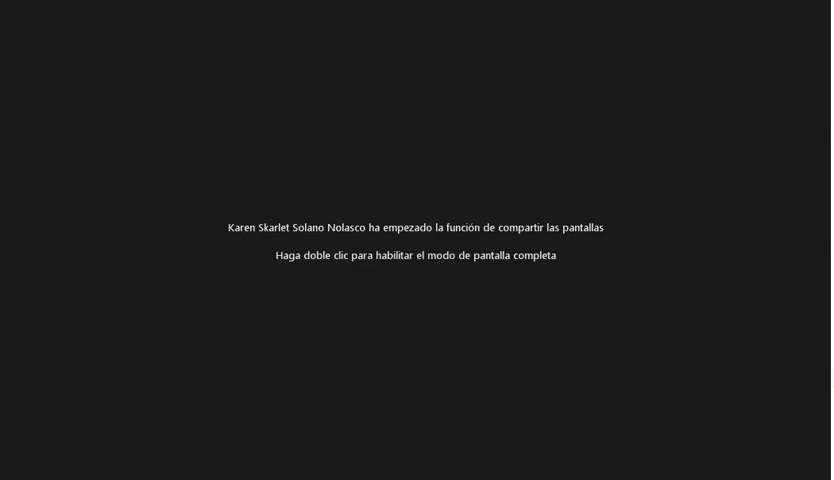 Karen Skarlet Solano Nolasco ha empezado la función de compartir las pantallas
Haga doble clic para habilitar el modo de pantalla completa